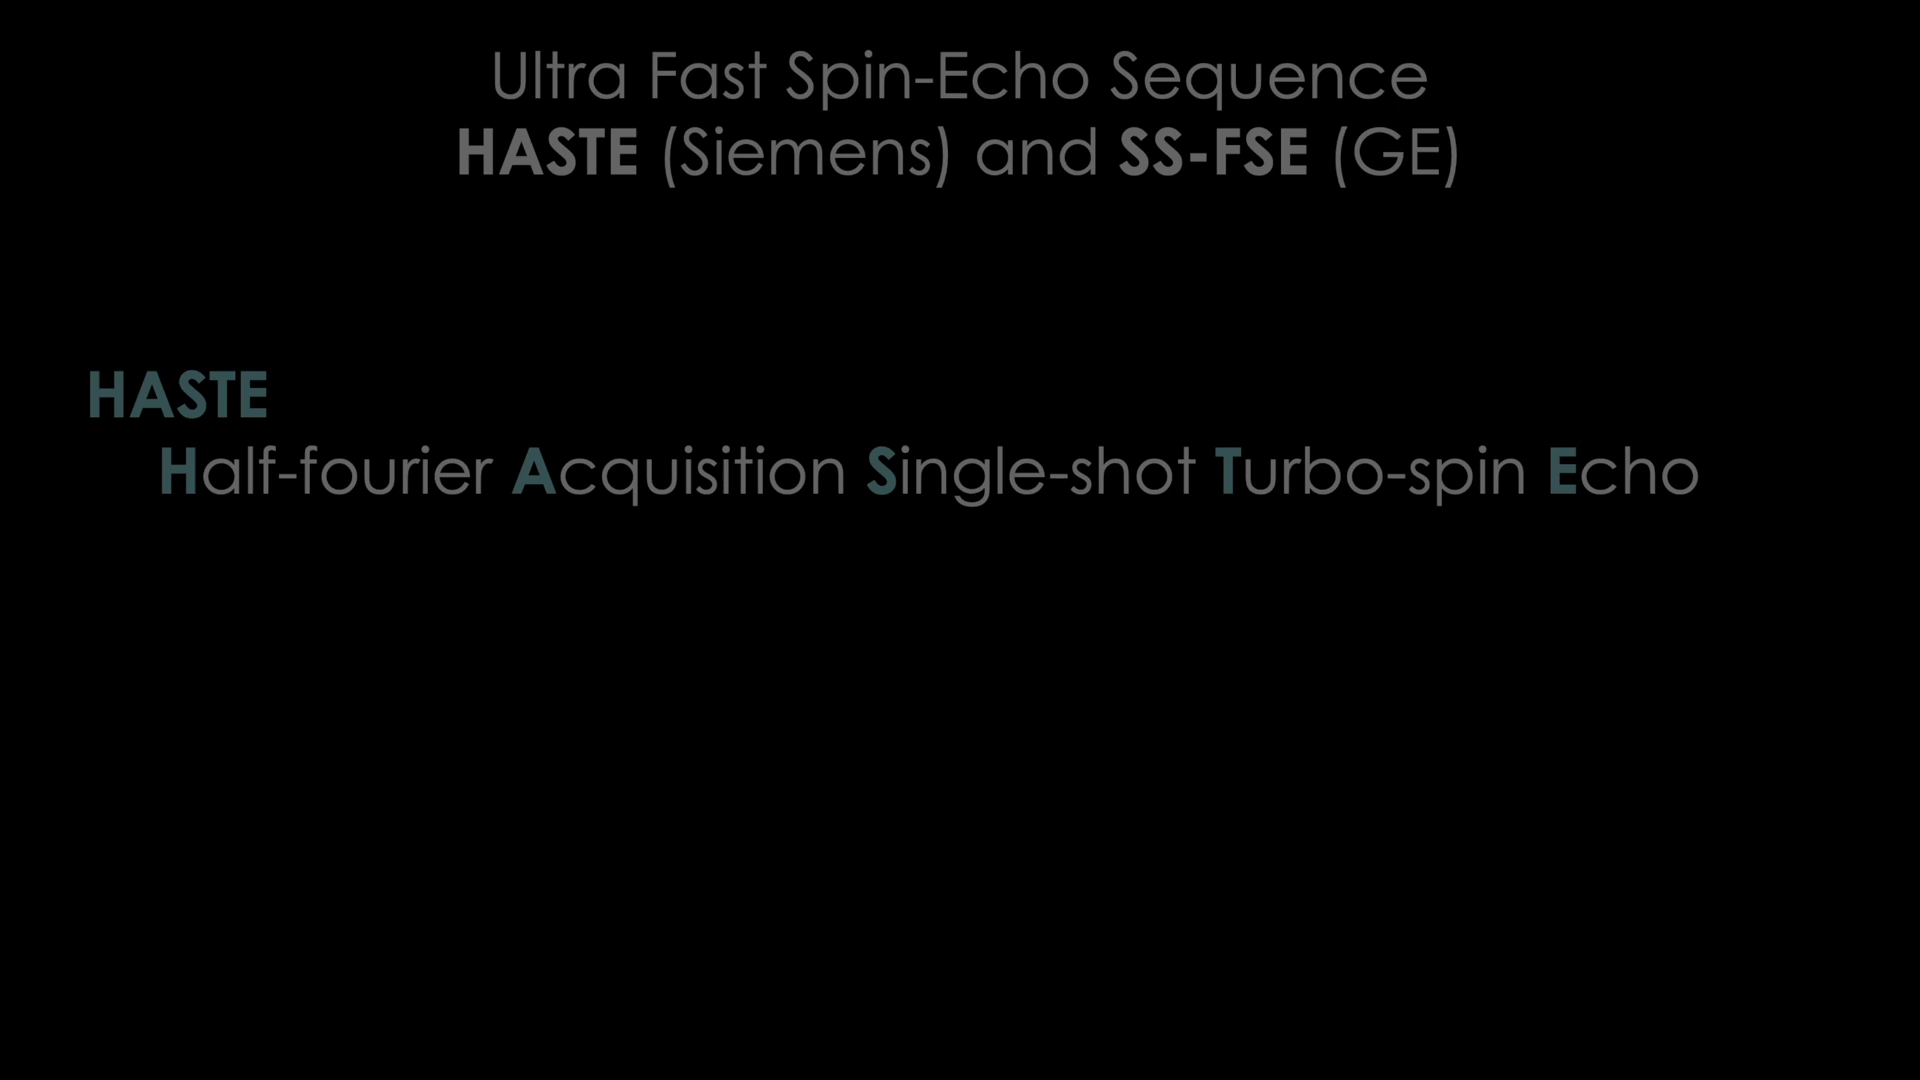 Ultra Fast Spin-Echo Sequence
HASTE (Siemens) and SS-FSE (GE)
HASTE
Half-fourier Acquisition Single-shot Turbo-spin Echo